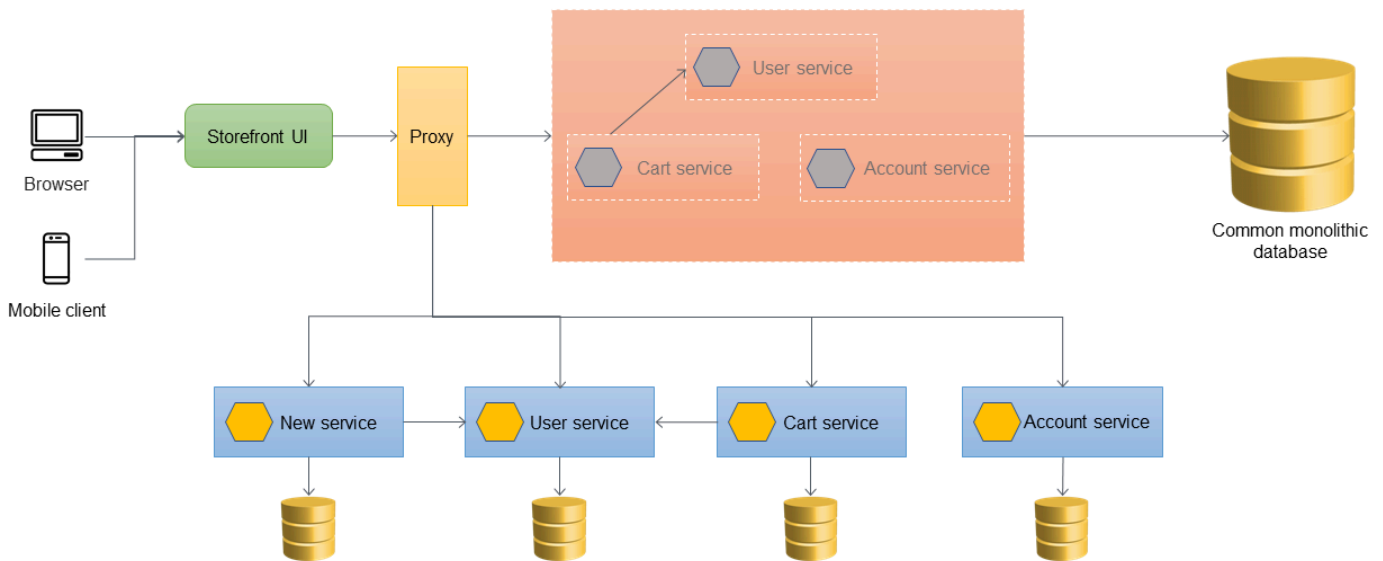 User service
Storefront UI
Proxy
Cart service
Account service
Browser
Common monolithic
database
Mobile client
New service
User service
Cart service
Account service